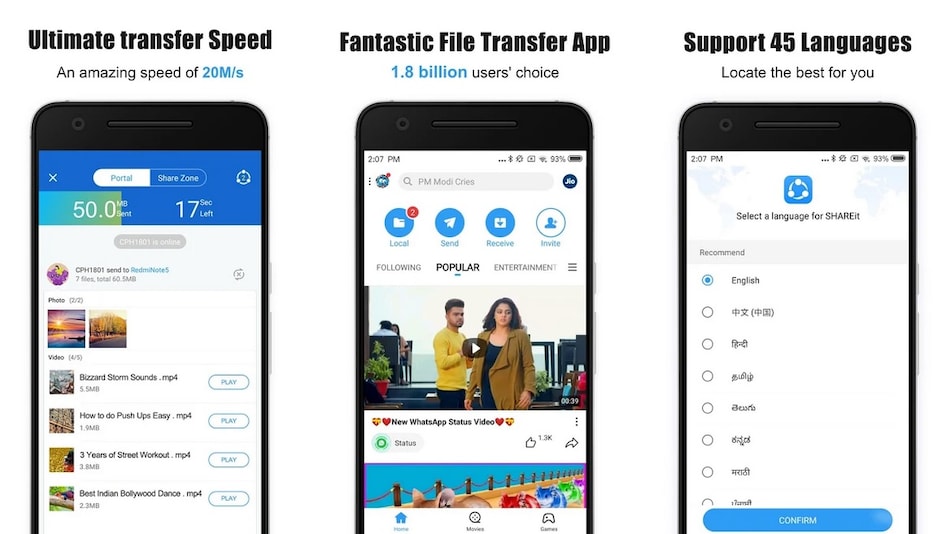 Ultimate transfer Speed
An amazing speed of 20M/s
Portal
Share Zone
50.0 MB Sent
17 Sec Left
CPH1801 is online
CPH1801 send to RedmiNote5
7 files, total 60.5MB
Photo (2/2)
Video (4/5)
Bizzard Storm Sounds .mp4
5.5MB
PLAY
How to do Push Ups Easy . mp4
1.9MB
PLAY
3 Years of Street Workout .mp4
3.8MB
PLAY
Best Indian Bollywood Dance . mp4
2.3MB
PLAY
Fantastic File Transfer App
1.8 billion users' choice
2:07 PM
93%
PM Modi Cries
Jio
2
Local
Send
Receive
Invite
FOLLOWING
POPULAR
ENTERTAINMENT
00:39
💝❤️New WhatsApp Status Video❤️💝
Status
1.3K
Home
Movies
Games
Support 45 Languages
Locate the best for you
2:07 PM
93%
Select a language for SHAREit
Recommend
English
中文 (中国)
हिन्दी
தமிழ்
తెలుగు
ಕನ್ನಡ
मराठी
ਪੰਜਾਬੀ
CONFIRM